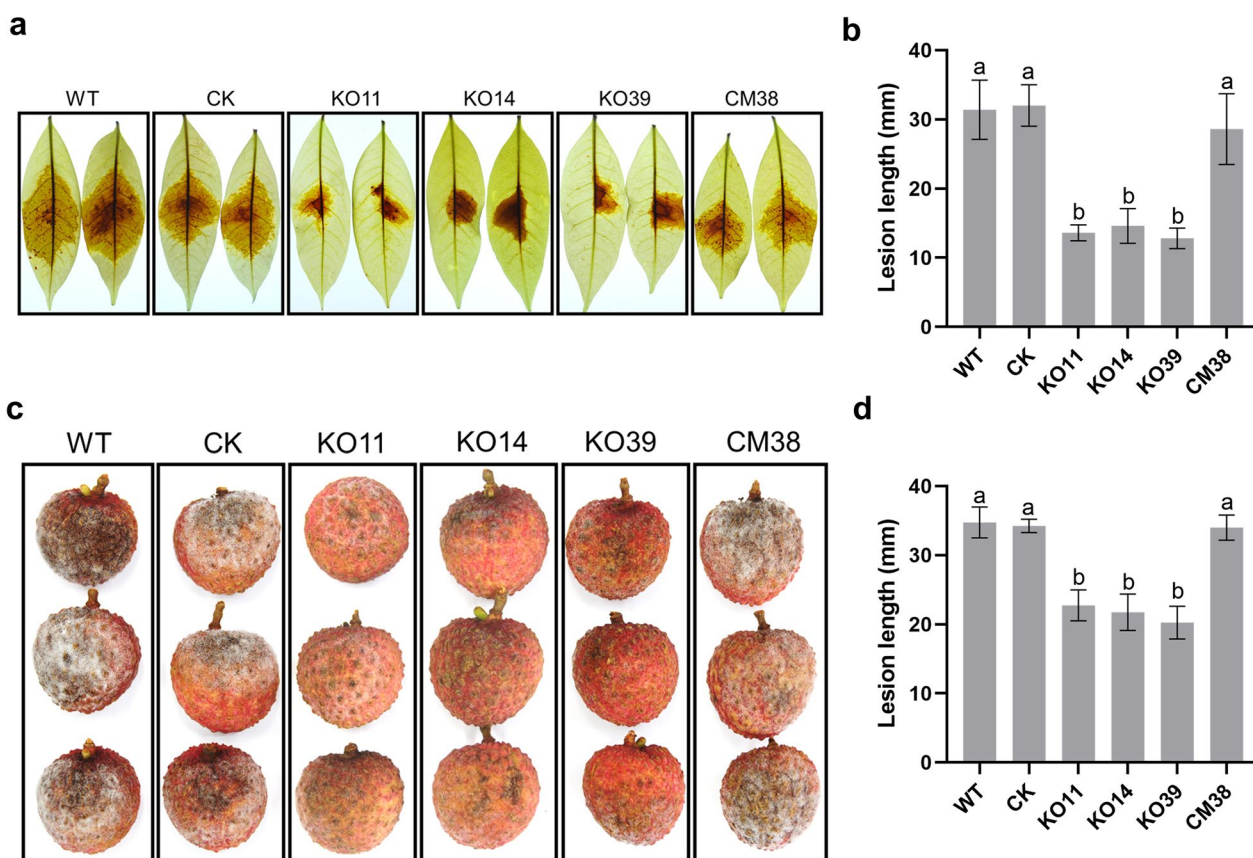 a
WT CK KO11 KO14 KO39 CM38
b
Lesion length (mm)
40
30
20
10
0
a a b b b a
WT CK KO11 KO14 KO39 CM38
c
WT CK KO11 KO14 KO39 CM38
d
Lesion length (mm)
40
30
20
10
0
a a b b b a
WT CK KO11 KO14 KO39 CM38